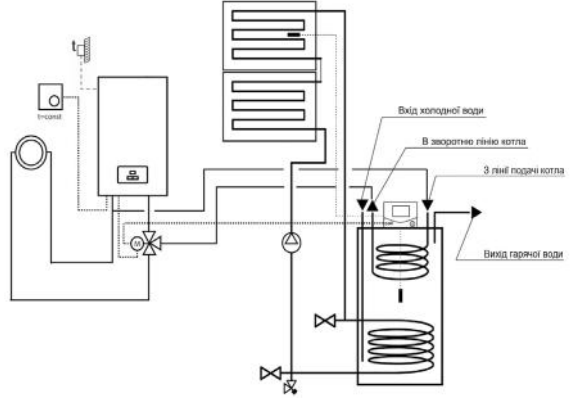 t
t=const
Вхід холодної води
В зворотню лінію котла
З лінії подачі котла
M
Вихід гарячої води